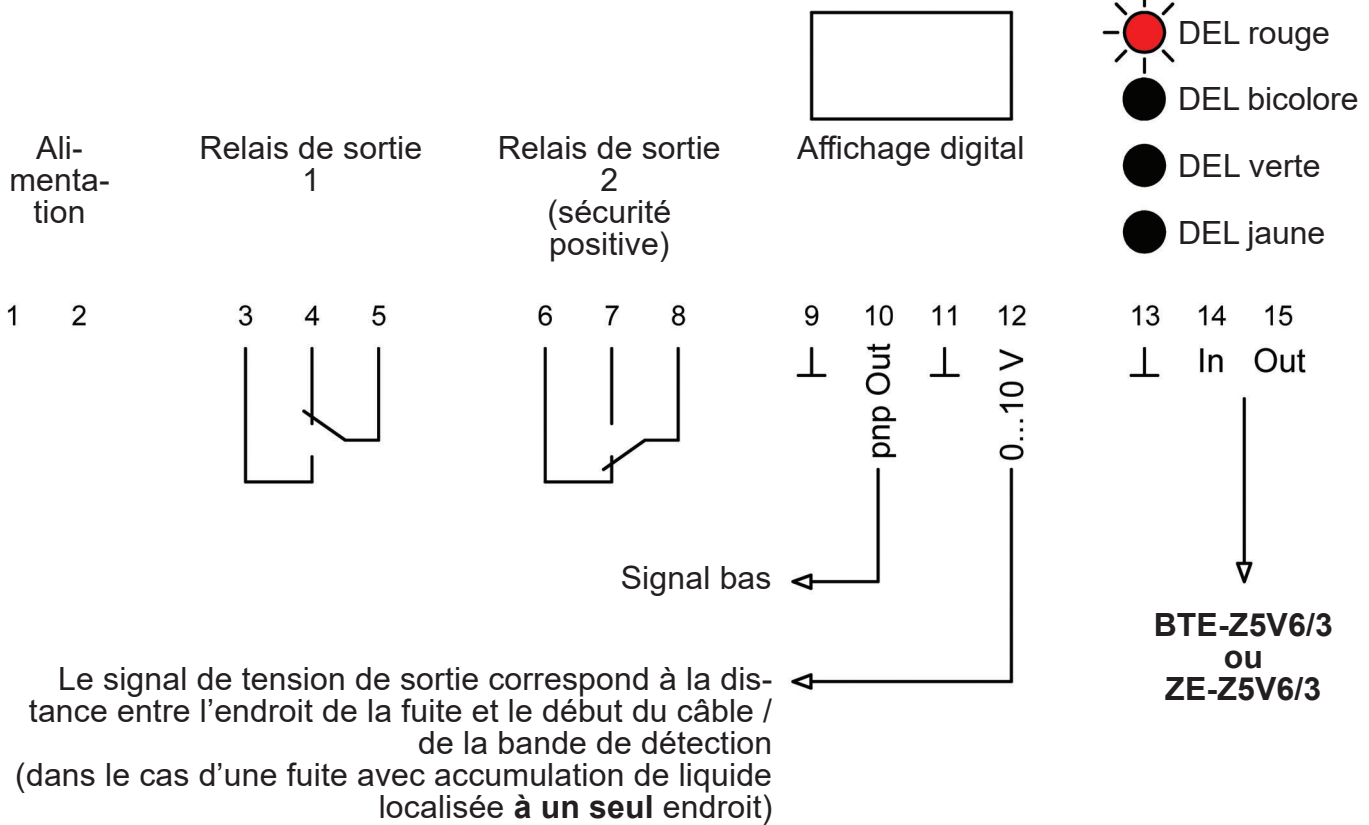 DEL rouge
DEL bicolore
DEL verte
DEL jaune
Ali-
menta-
tion
Relais de sortie
1
Relais de sortie
2
(sécurité
positive)
Affichage digital
1 2 3 4 5 6 7 8 9 10 11 12 13 14 15
pnp Out
0...10 V
In Out
Signal bas
BTE-Z5V6/3
ou
ZE-Z5V6/3
Le signal de tension de sortie correspond à la dis-
tance entre l’endroit de la fuite et le début du câble /
de la bande de détection
(dans le cas d’une fuite avec accumulation de liquide
localisée à un seul endroit)